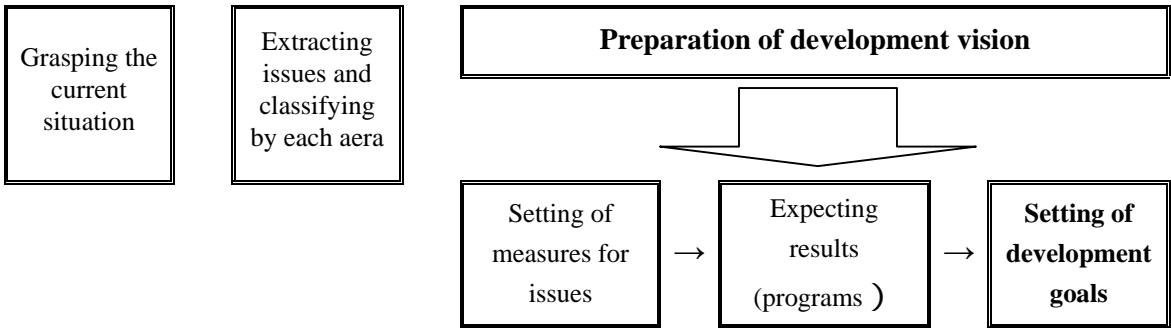 Grasping the
current
situation
Extracting
issues and
classifying
by each aera
Preparation of development vision
Setting of
measures for
issues
→
Expecting
results
(programs )
→
Setting of
development
goals